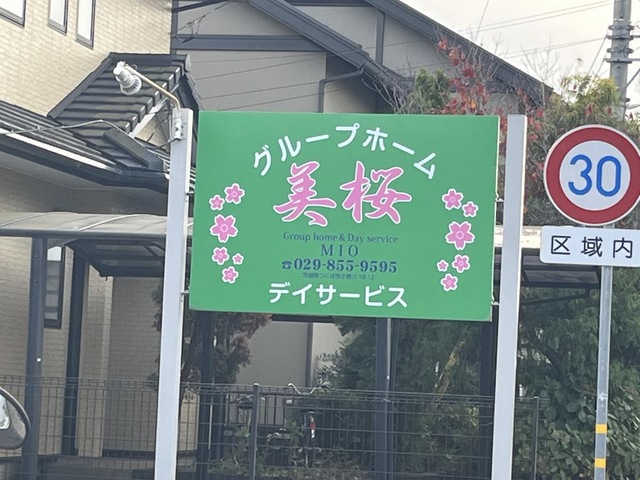 グループホーム
美桜
Group home & Day service
MIO
☎029-855-9595
デイサービス
30
区域内